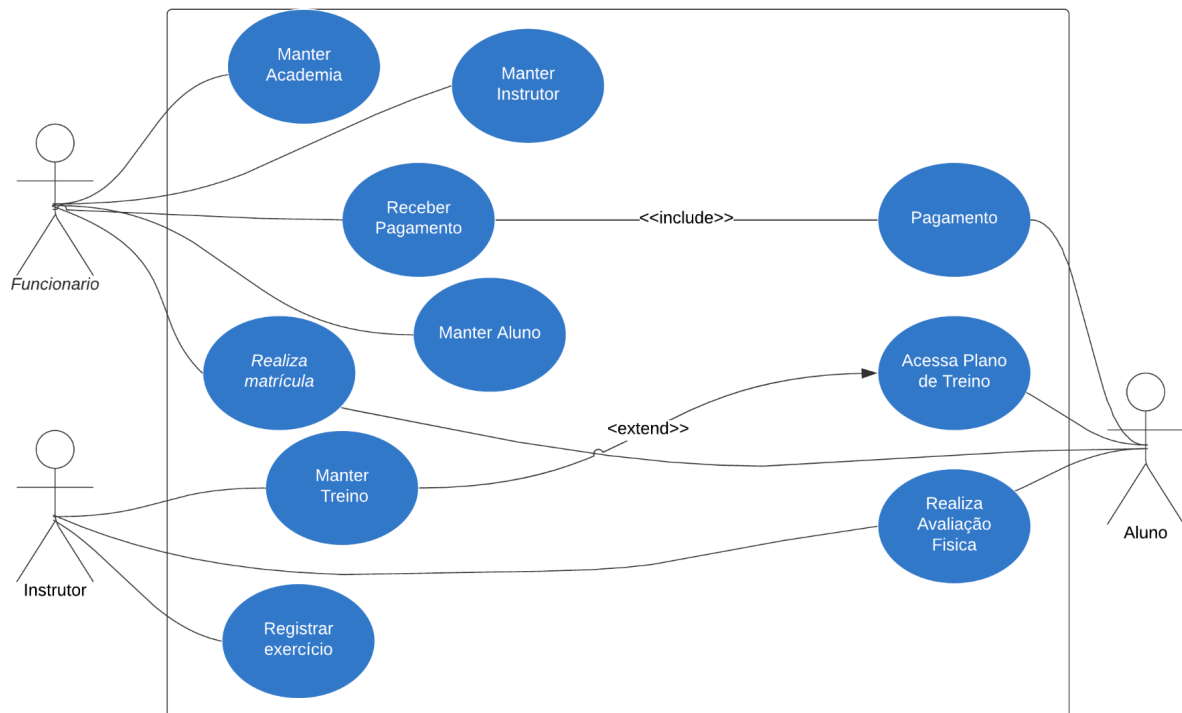 Manter
Academia
Manter
Instrutor
Receber
Pagamento
<<include>>
Pagamento
Funcionario
Manter Aluno
Realiza
matrícula
Acessa Plano
de Treino
<extend>>
Manter
Treino
Realiza
Avaliação
Fisica
Aluno
Instrutor
Registrar
exercício